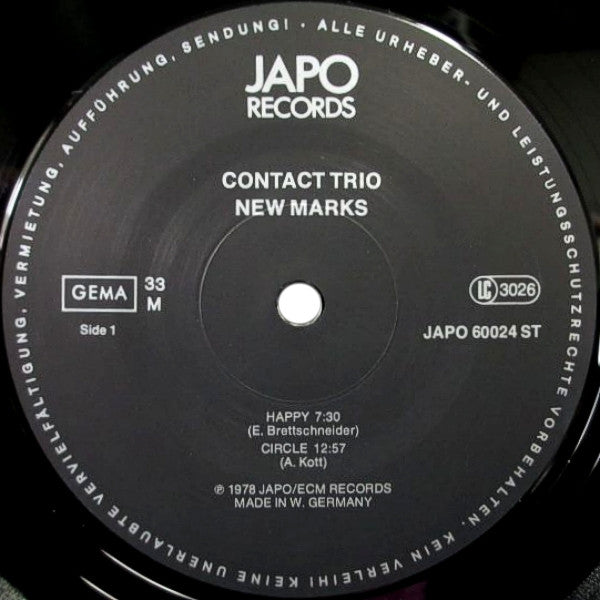 JAPO
RECORDS
CONTACT TRIO
NEW MARKS
GEMA
33
M
LC 3026
Side 1
JAPO 60024 ST
HAPPY 7:30
(E. Brettschneider)
CIRCLE 12:57
(A. Kott)
℗ 1978 JAPO/ECM RECORDS
MADE IN W. GERMANY
ALLE URHEBER- UND LEISTUNGSSCHUTZRECHTE VORBEHALTEN. KEIN VERLEIH! KEINE UNERLAUBTE VERVIELFÄLTIGUNG, VERMIETUNG, AUFFÜHRUNG, SENDUNG! ·